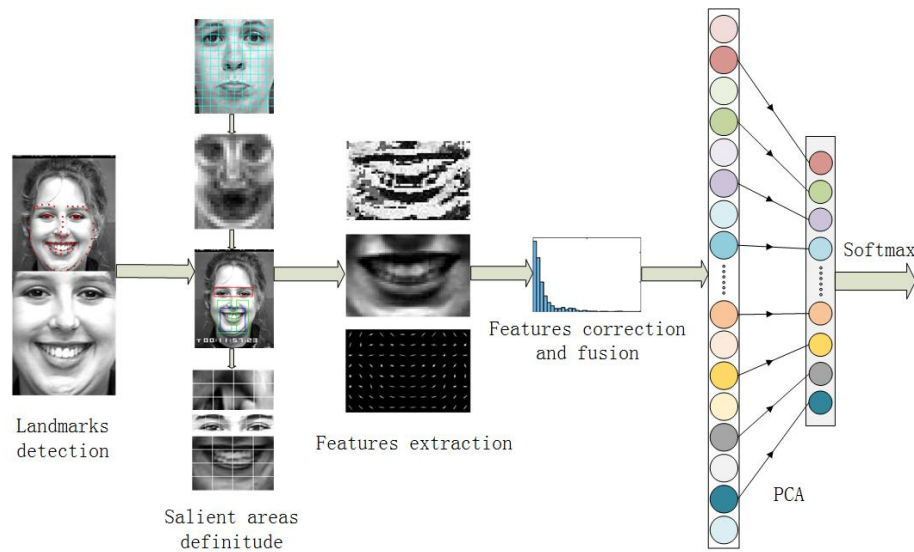 Landmarks
detection
Salient areas
definitude
Features extraction
Features correction
and fusion
PCA
Softmax